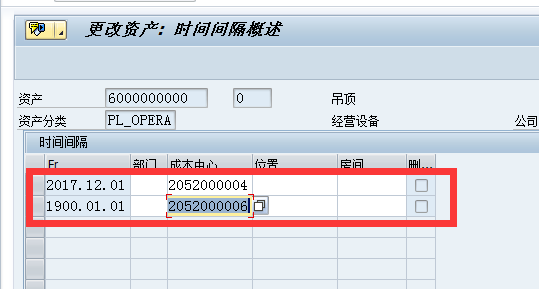 更改资产：时间间隔概述
资产 6000000000 0 吊顶
资产分类 PL_OPERA 经营设备 公司
时间间隔
Fr 部门 成本中心 位置 房间 删...
2017.12.01 2052000004
1900.01.01 2052000006